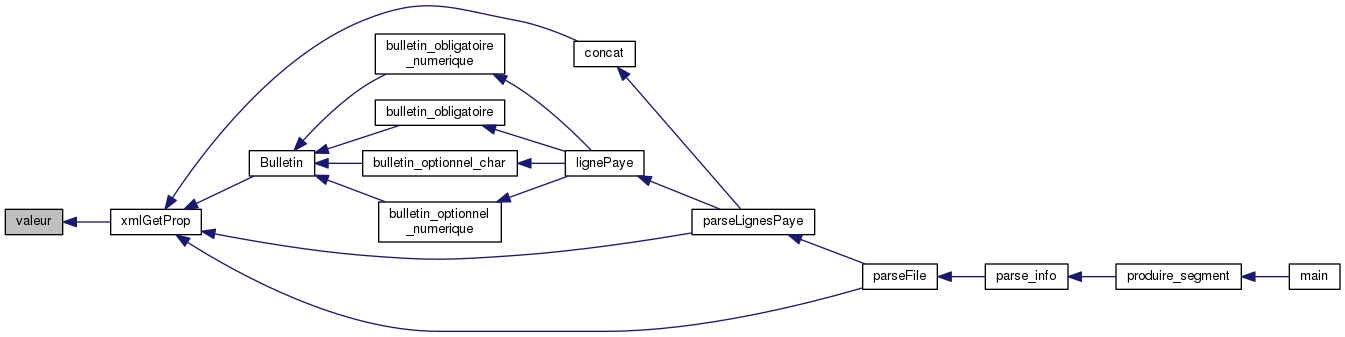 bulletin_obligatoire
_numerique
concat
bulletin_obligatoire
Bulletin
bulletin_optionnel_char
lignePaye
valeur
xmlGetProp
bulletin_optionnel
_numerique
parseLignesPaye
parseFile
parse_info
produire_segment
main